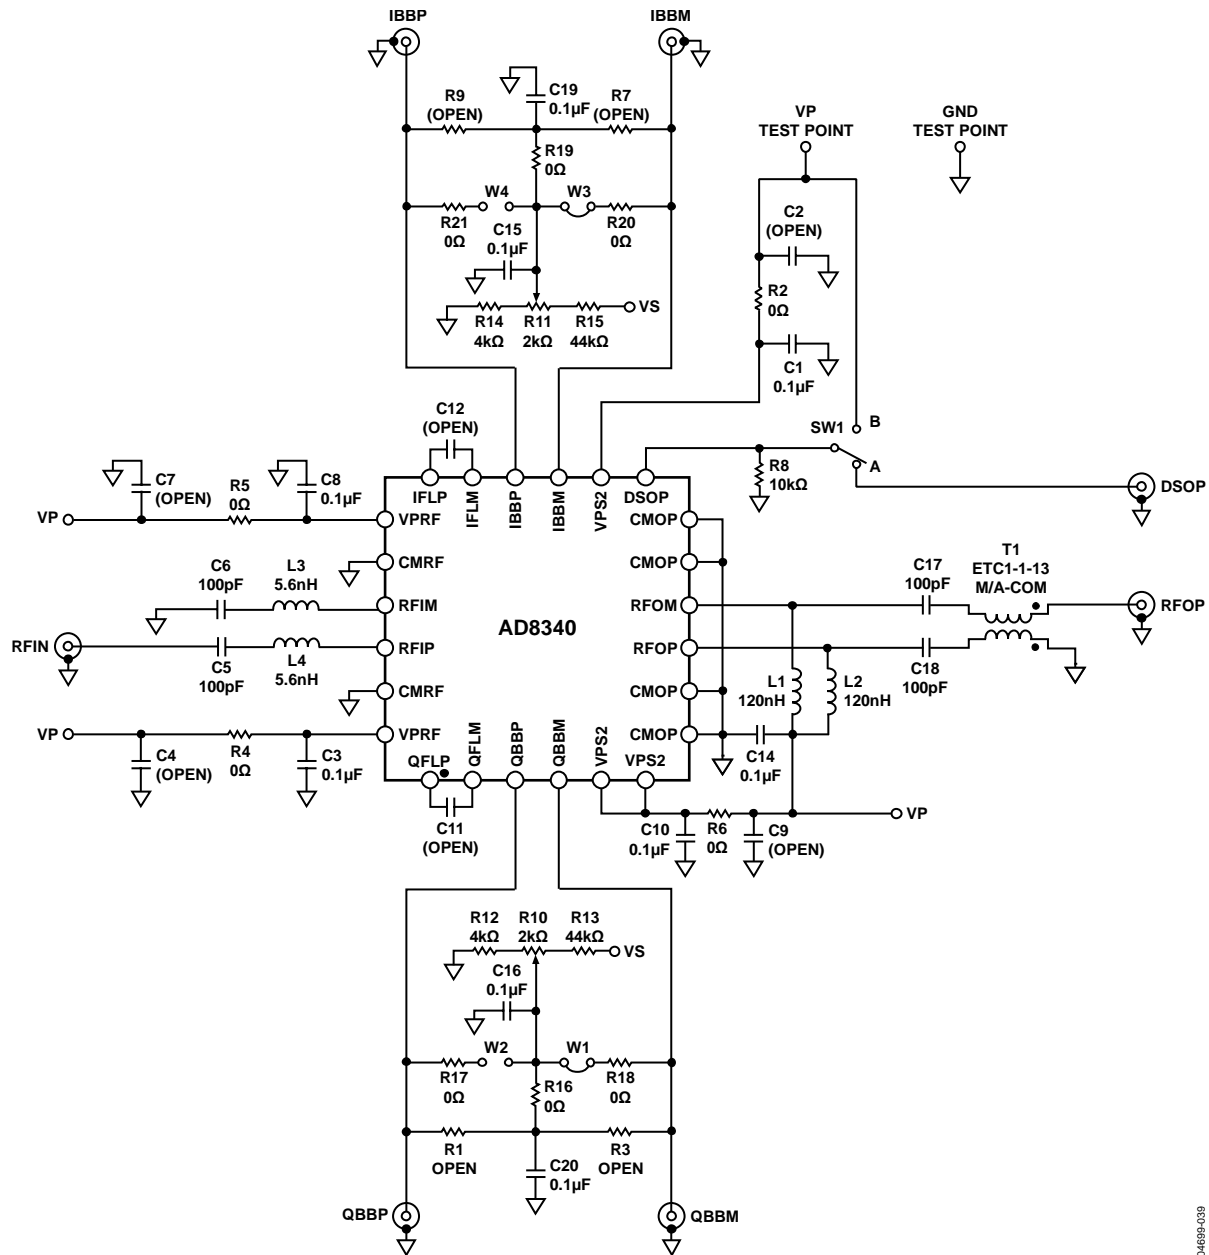 IBBP
IBBM
R9
(OPEN)
C19
0.1µF
R7
(OPEN)
VP
TEST POINT
GND
TEST POINT
R19
0Ω
W4
W3
R21
0Ω
R20
0Ω
C15
0.1µF
C2
(OPEN)
R2
0Ω
VS
R14
4kΩ
R11
2kΩ
R15
44kΩ
C1
0.1µF
C12
(OPEN)
SW1
B
A
R8
10kΩ
DSOP
C7
(OPEN)
R5
0Ω
C8
0.1µF
VP
IFLP
IFLM
IBBP
IBBM
VPS2
DSOP
VPRF
CMOP
CMRF
CMOP
C6
100pF
L3
5.6nH
RFIM
RFOM
C17
100pF
T1
ETC1-1-13
M/A-COM
RFOP
AD8340
RFIN
C5
100pF
L4
5.6nH
RFIP
RFOP
C18
100pF
L1
120nH
L2
120nH
CMRF
CMOP
VP
C4
(OPEN)
R4
0Ω
C3
0.1µF
VPRF
CMOP
QFLP
QFLM
QBBP
QBBM
VPS2
VPS2
C14
0.1µF
C11
(OPEN)
C10
0.1µF
R6
0Ω
C9
(OPEN)
VP
R12
4kΩ
R10
2kΩ
R13
44kΩ
VS
C16
0.1µF
W2
W1
R17
0Ω
R16
0Ω
R18
0Ω
R1
OPEN
R3
OPEN
C20
0.1µF
QBBP
QBBM
04699-039